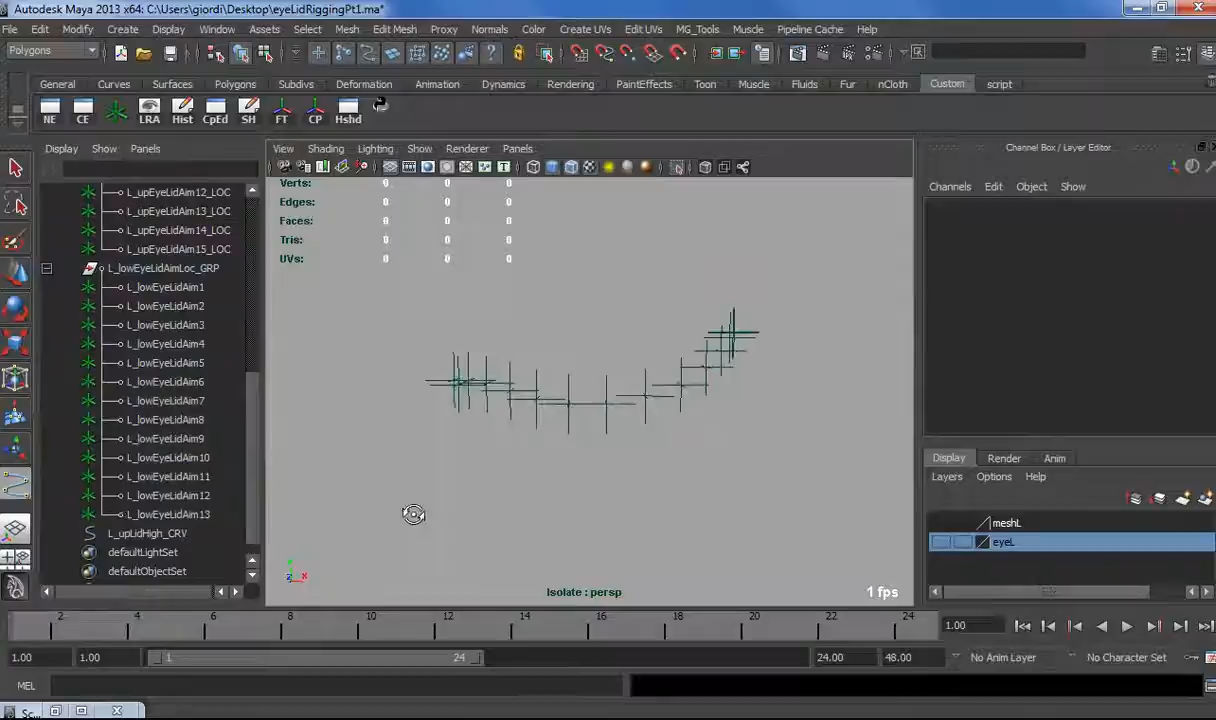 Autodesk Maya 2013 x64: C:\Users\giordi\Desktop\eyeLidRiggingPt1.ma*
File Edit Modify Create Display Window Assets Select Mesh Edit Mesh Proxy Normals Color Create UVs Edit UVs MG_Tools Muscle Pipeline Cache Help
Polygons
General Curves Surfaces Polygons Subdivs Deformation Animation Dynamics Rendering PaintEffects Toon Muscle Fluids Fur Hair nCloth Custom script
NE CE LRA Hist CpEd SH FT CP Hshd
Display Show Panels
View Shading Lighting Show Renderer Panels
Channel Box / Layer Editor
Channels Edit Object Show
L_upEyeLidAim12_LOC
L_upEyeLidAim13_LOC
L_upEyeLidAim14_LOC
L_upEyeLidAim15_LOC
L_lowEyeLidAimLoc_GRP
L_lowEyeLidAim1
L_lowEyeLidAim2
L_lowEyeLidAim3
L_lowEyeLidAim4
L_lowEyeLidAim5
L_lowEyeLidAim6
L_lowEyeLidAim7
L_lowEyeLidAim8
L_lowEyeLidAim9
L_lowEyeLidAim10
L_lowEyeLidAim11
L_lowEyeLidAim12
L_lowEyeLidAim13
L_upLidHigh_CRV
defaultLightSet
defaultObjectSet
Verts: 0 0 0
Edges: 0 0 0
Faces: 0 0 0
Tris: 0 0 0
UVs: 0 0 0
z x
Isolate : persp
1 fps
Display Render Anim
Layers Options Help
meshL
eyeL
2 4 6 8 10 12 14 16 18 20 22 24
1.00
1.00 1.00 1 24 24.00 48.00 No Anim Layer No Character Set
MEL
Sc...